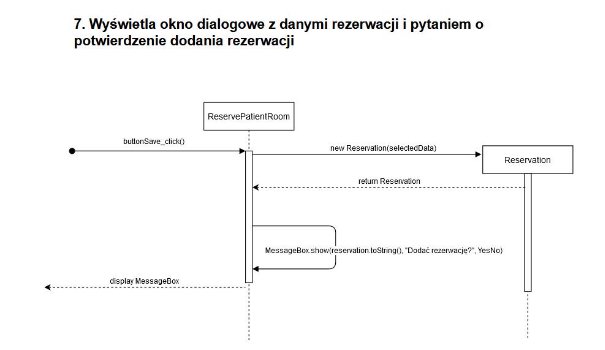 7. Wyświetla okno dialogowe z danymi rezerwacji i pytaniem o
potwierdzenie dodania rezerwacji
ReservePatientRoom
buttonSave_click()
new Reservation(selectedData)
Reservation
return Reservation
MessageBox.show(reservation.toString(), "Dodać rezerwację?", YesNo)
display MessageBox